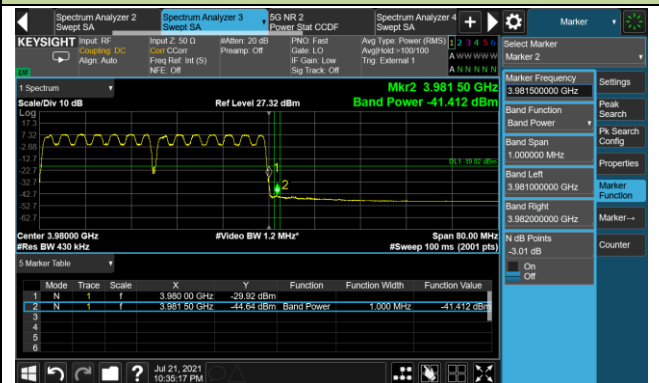 Spectrum Analyzer 2
Swept SA
Spectrum Analyzer 3
Swept SA
5G NR 2
Power Stat CCDF
Spectrum Analyzer 4
Swept SA
Marker
KEYSIGHT
Input: RF
Coupling: DC
Align: Auto
Input Z: 50 Ω
Corr CCorr
Freq Ref: Int (S)
NFE: Off
#Atten: 20 dB
Preamp: Off
PNO: Fast
Gate: LO
IF Gain: Low
Sig Track: Off
Avg Type: Power (RMS)
Avg|Hold:>100/100
Trig: External 1
1 2 3 4 5 6
A W W W W W
A N N N N N
Select Marker
Marker 2
1 Spectrum
Scale/Div 10 dB
Log
Ref Level 27.32 dBm
Mkr2 3.981 50 GHz
Band Power -41.412 dBm
17.3
7.32
-2.68
-12.7
-22.7
-32.7
-42.7
-52.7
-62.7
DL1 -19.02 dBm
1
2
Center 3.98000 GHz
#Res BW 430 kHz
#Video BW 1.2 MHz*
Span 80.00 MHz
#Sweep 100 ms (2001 pts)
5 Marker Table
Mode Trace Scale X Y Function Function Width Function Value
1 N 1 f 3.980 00 GHz -29.92 dBm
2 N 1 f 3.981 50 GHz -44.64 dBm Band Power 1.000 MHz -41.412 dBm
3
4
5
6
Marker Frequency
3.981500000 GHz
Band Function
Band Power
Band Span
1.000000 MHz
Band Left
3.981000000 GHz
Band Right
3.982000000 GHz
N dB Points
-3.01 dB
On
Off
Settings
Peak
Search
Pk Search
Config
Properties
Marker
Function
Marker→
Counter
Jul 21, 2021
10:35:17 PM